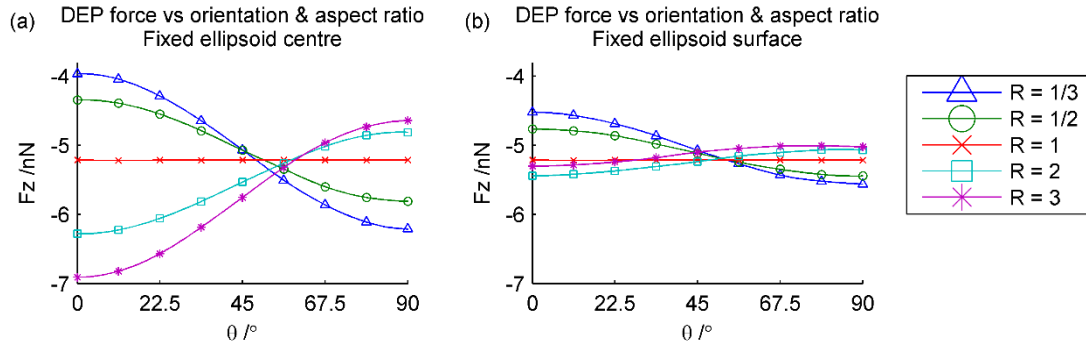 (a)
DEP force vs orientation & aspect ratio
Fixed ellipsoid centre
-4
-5
-6
-7
Fz /nN
0
22.5
45
67.5
90
θ /°
(b)
DEP force vs orientation & aspect ratio
Fixed ellipsoid surface
-4
-5
-6
-7
Fz /nN
0
22.5
45
67.5
90
θ /°
R = 1/3
R = 1/2
R = 1
R = 2
R = 3